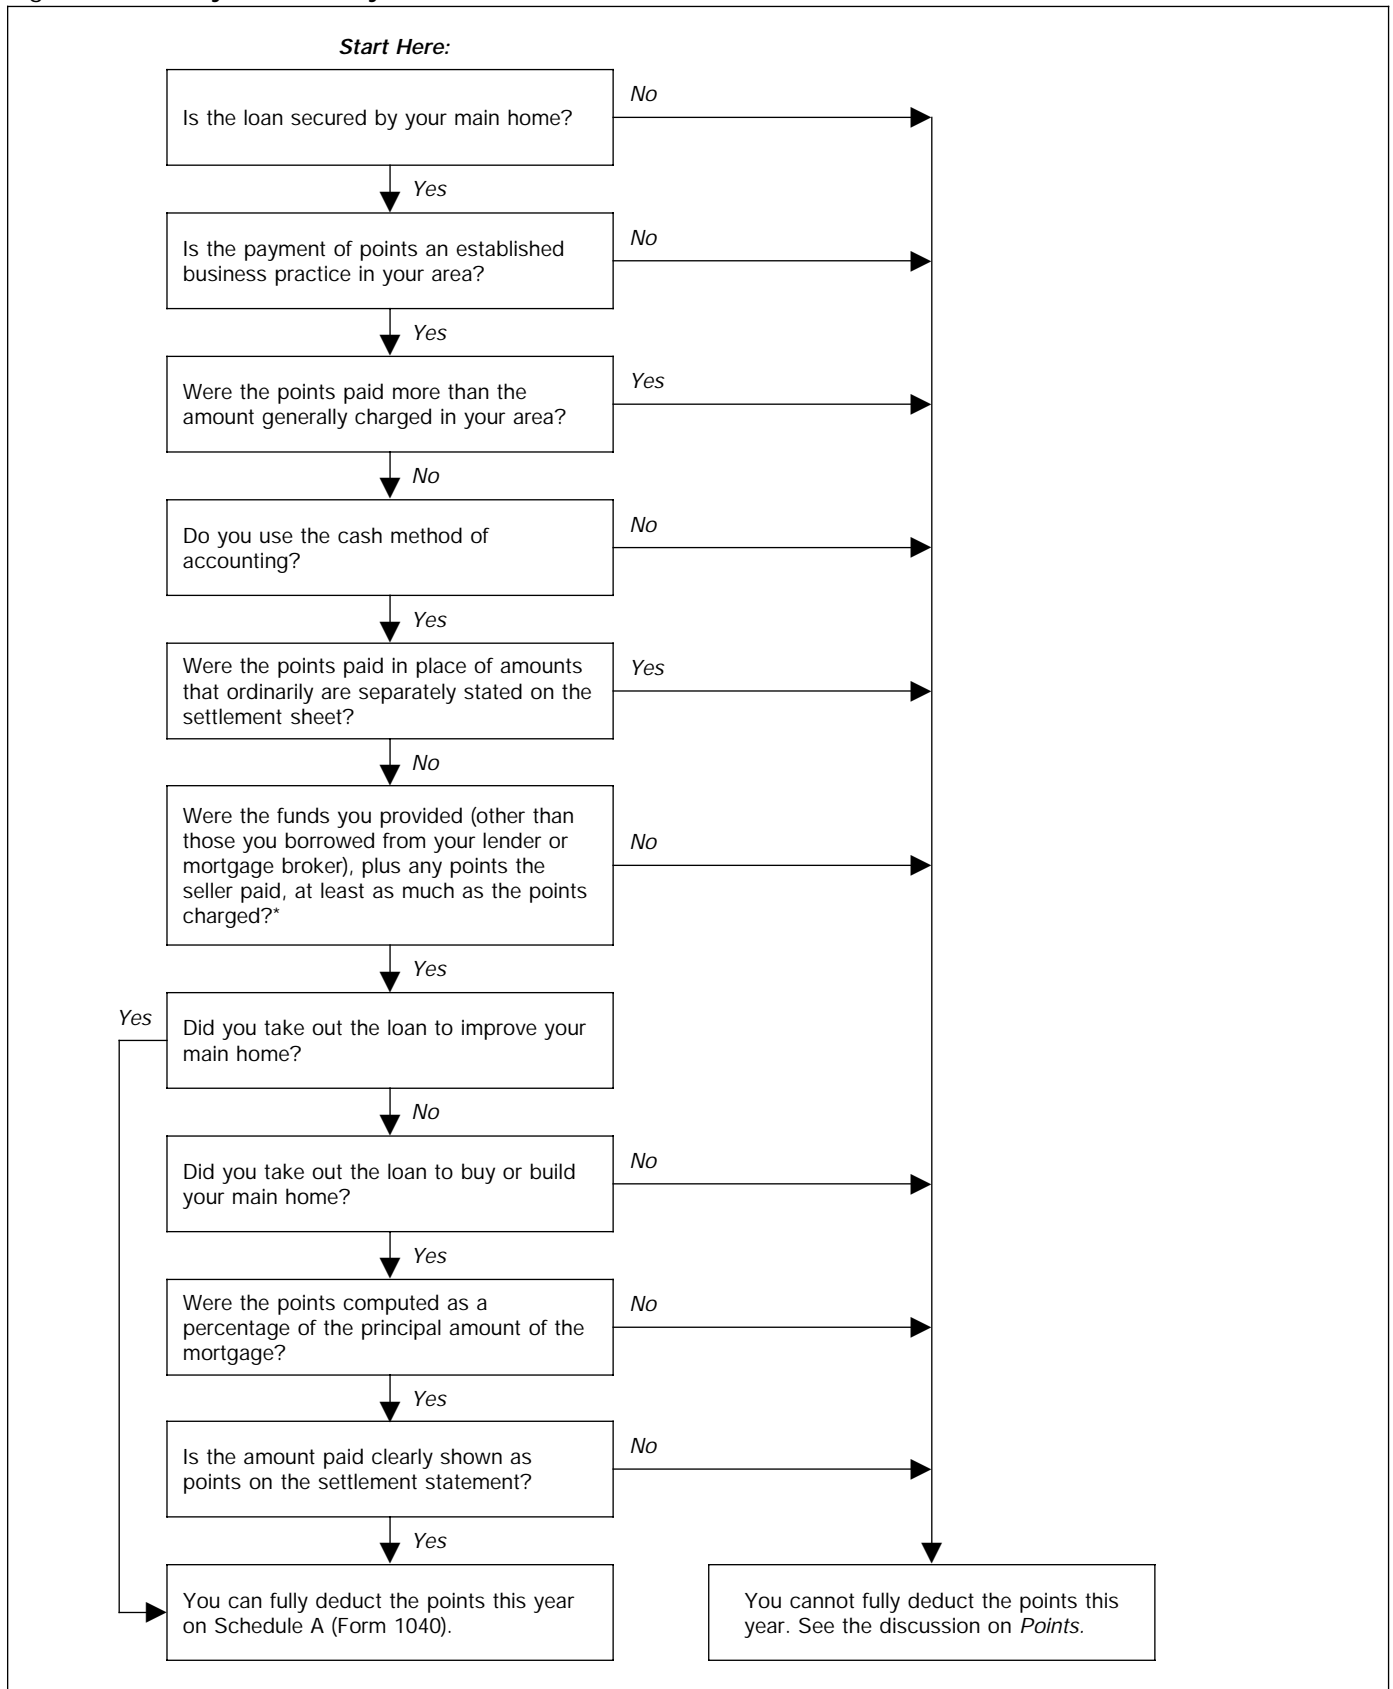 Start Here:
Is the loan secured by your main home?
No
Yes
Is the payment of points an established
business practice in your area?
No
Yes
Were the points paid more than the
amount generally charged in your area?
Yes
No
Do you use the cash method of
accounting?
No
Yes
Were the points paid in place of amounts
that ordinarily are separately stated on the
settlement sheet?
Yes
No
Were the funds you provided (other than
those you borrowed from your lender or
mortgage broker), plus any points the
seller paid, at least as much as the points
charged?*
No
Yes
Yes
Did you take out the loan to improve your
main home?
No
Did you take out the loan to buy or build
your main home?
No
Yes
Were the points computed as a
percentage of the principal amount of the
mortgage?
No
Yes
Is the amount paid clearly shown as
points on the settlement statement?
No
Yes
You can fully deduct the points this year
on Schedule A (Form 1040).
You cannot fully deduct the points this
year. See the discussion on Points.